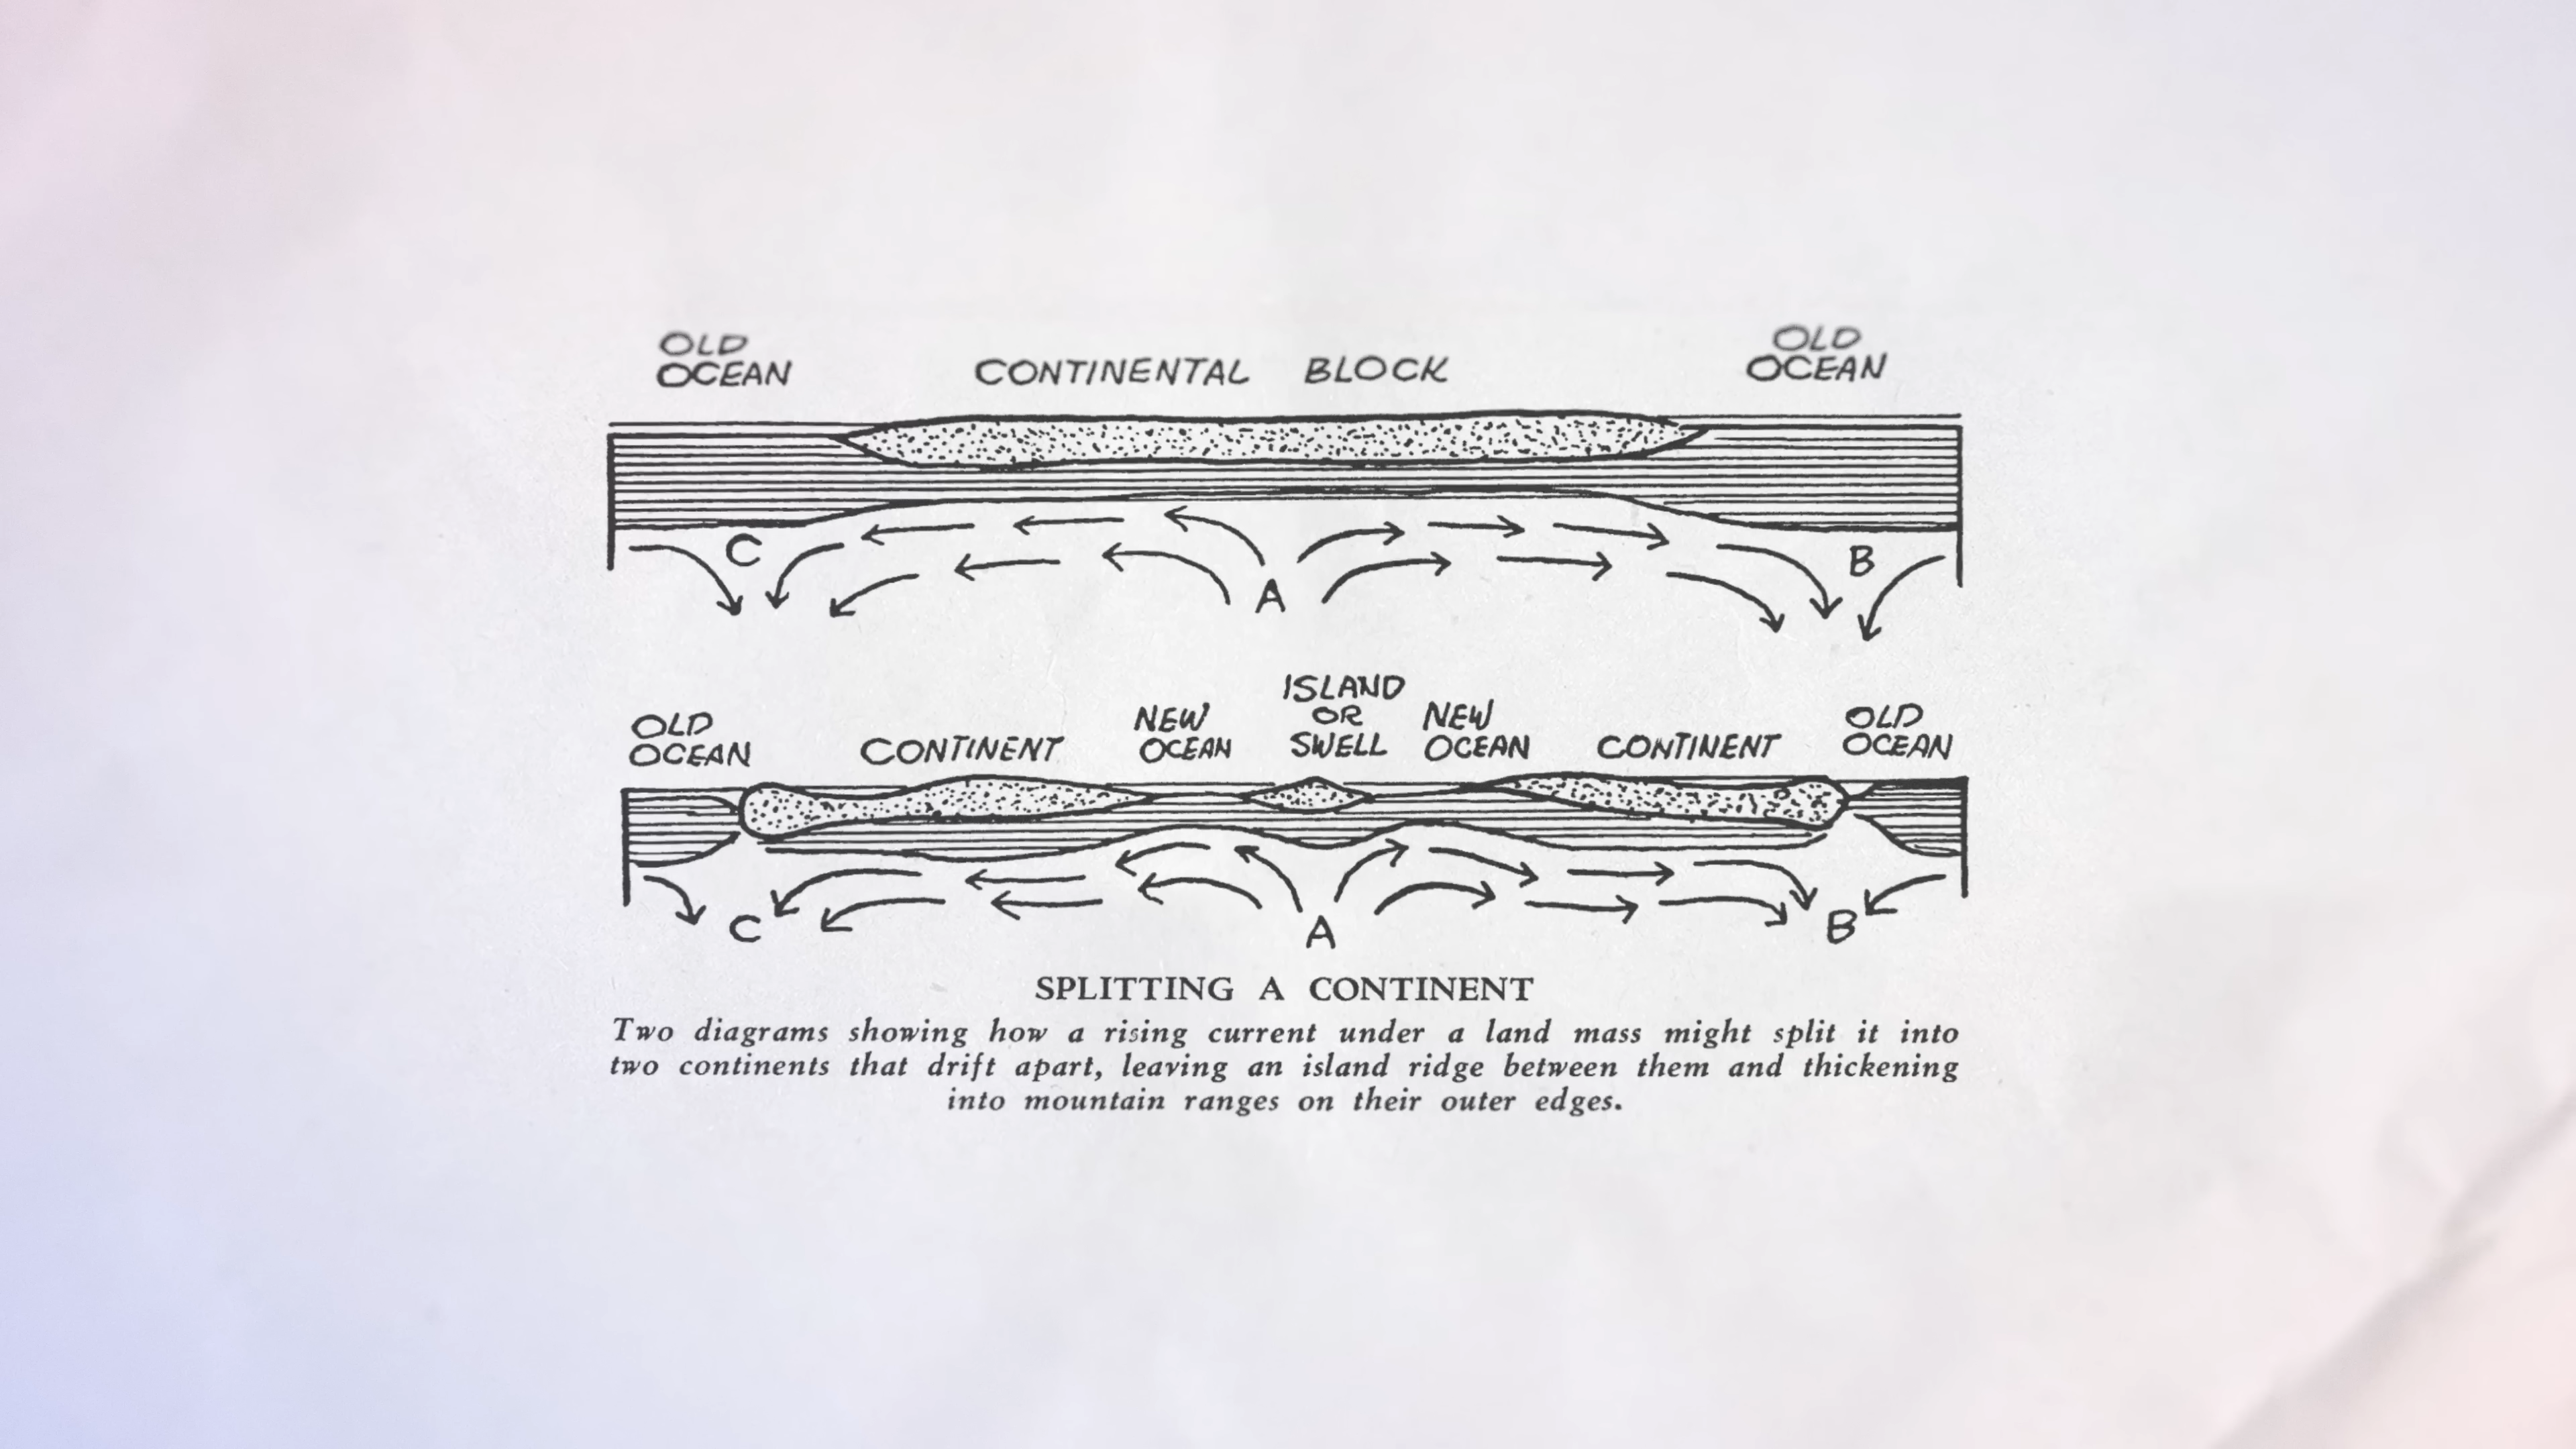 OLD
OCEAN
CONTINENTAL BLOCK
OLD
OCEAN
C
A
B
OLD
OCEAN
CONTINENT
NEW
OCEAN
ISLAND
OR
SWELL
NEW
OCEAN
CONTINENT
OLD
OCEAN
C
A
B
SPLITTING A CONTINENT
Two diagrams showing how a rising current under a land mass might split it into
two continents that drift apart, leaving an island ridge between them and thickening
into mountain ranges on their outer edges.